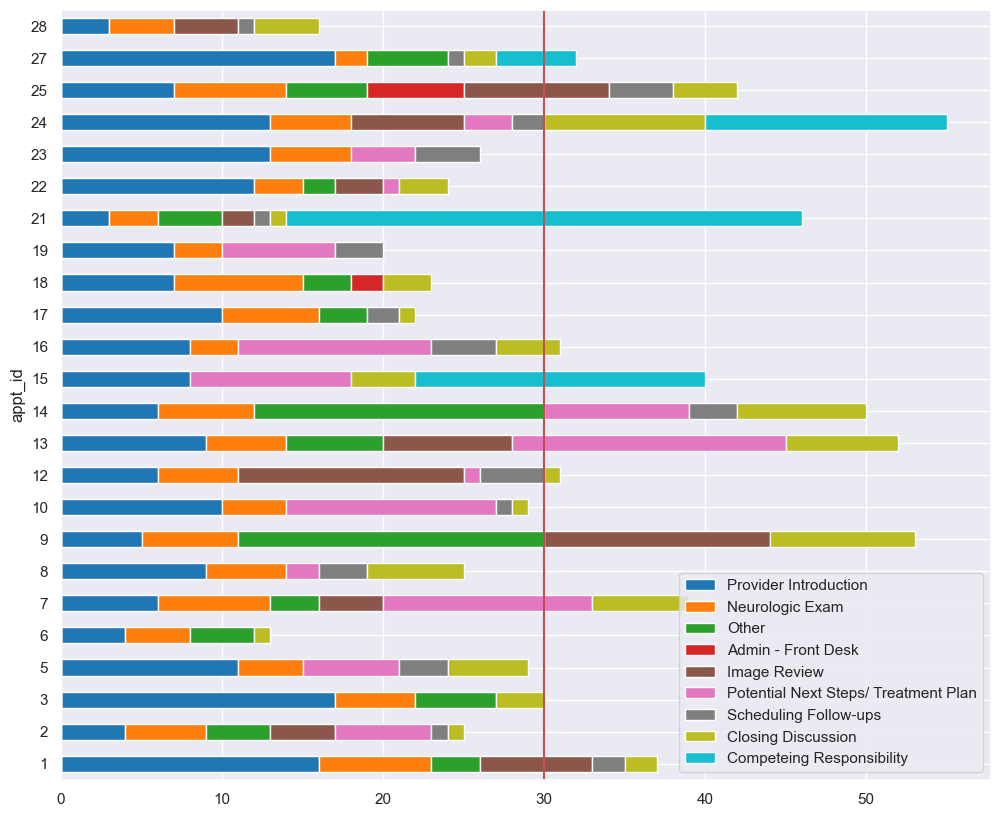 28
27
25
24
23
22
21
19
18
17
16
15
appt_id
14
13
12
10
9
8
7
6
5
3
2
1
Provider Introduction
Neurologic Exam
Other
Admin - Front Desk
Image Review
Potential Next Steps/ Treatment Plan
Scheduling Follow-ups
Closing Discussion
Competeing Responsibility
0 10 20 30 40 50